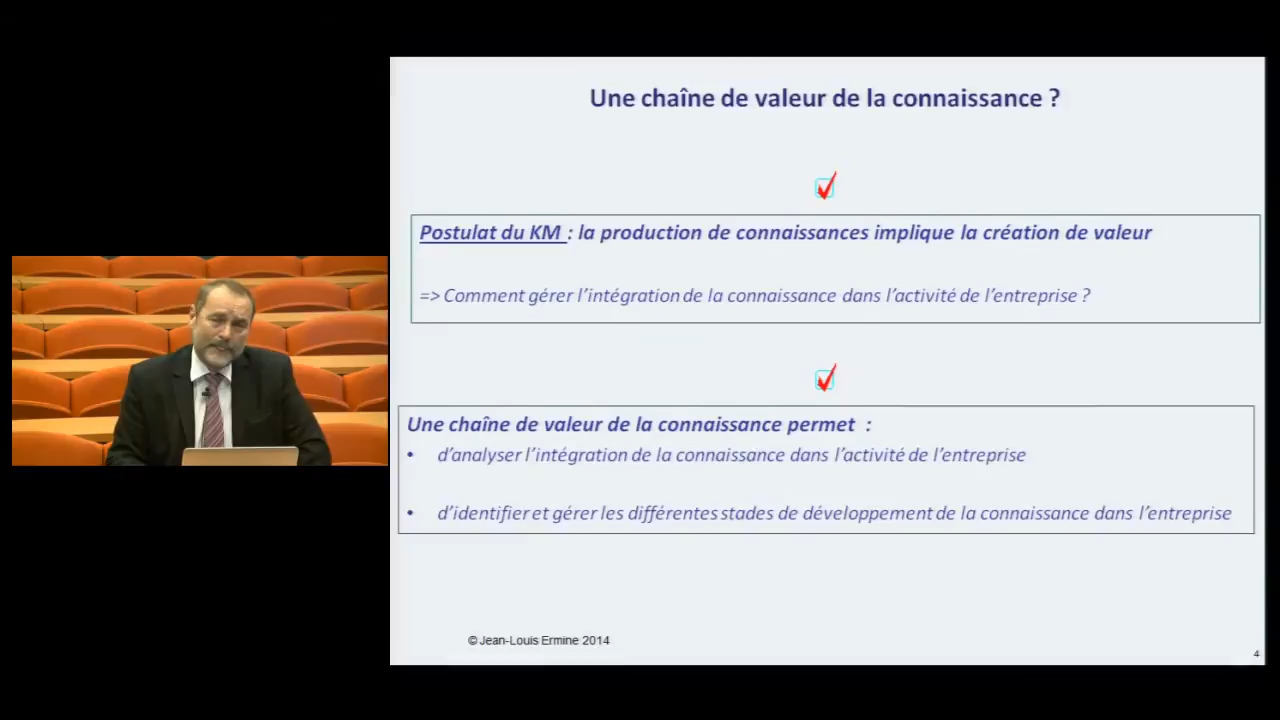 Une chaîne de valeur de la connaissance ?
Postulat du KM : la production de connaissances implique la création de valeur
=> Comment gérer l'intégration de la connaissance dans l'activité de l'entreprise ?
Une chaîne de valeur de la connaissance permet :
• d'analyser l'intégration de la connaissance dans l'activité de l'entreprise
• d'identifier et gérer les différentes stades de développement de la connaissance dans l'entreprise
© Jean-Louis Ermine 2014
4